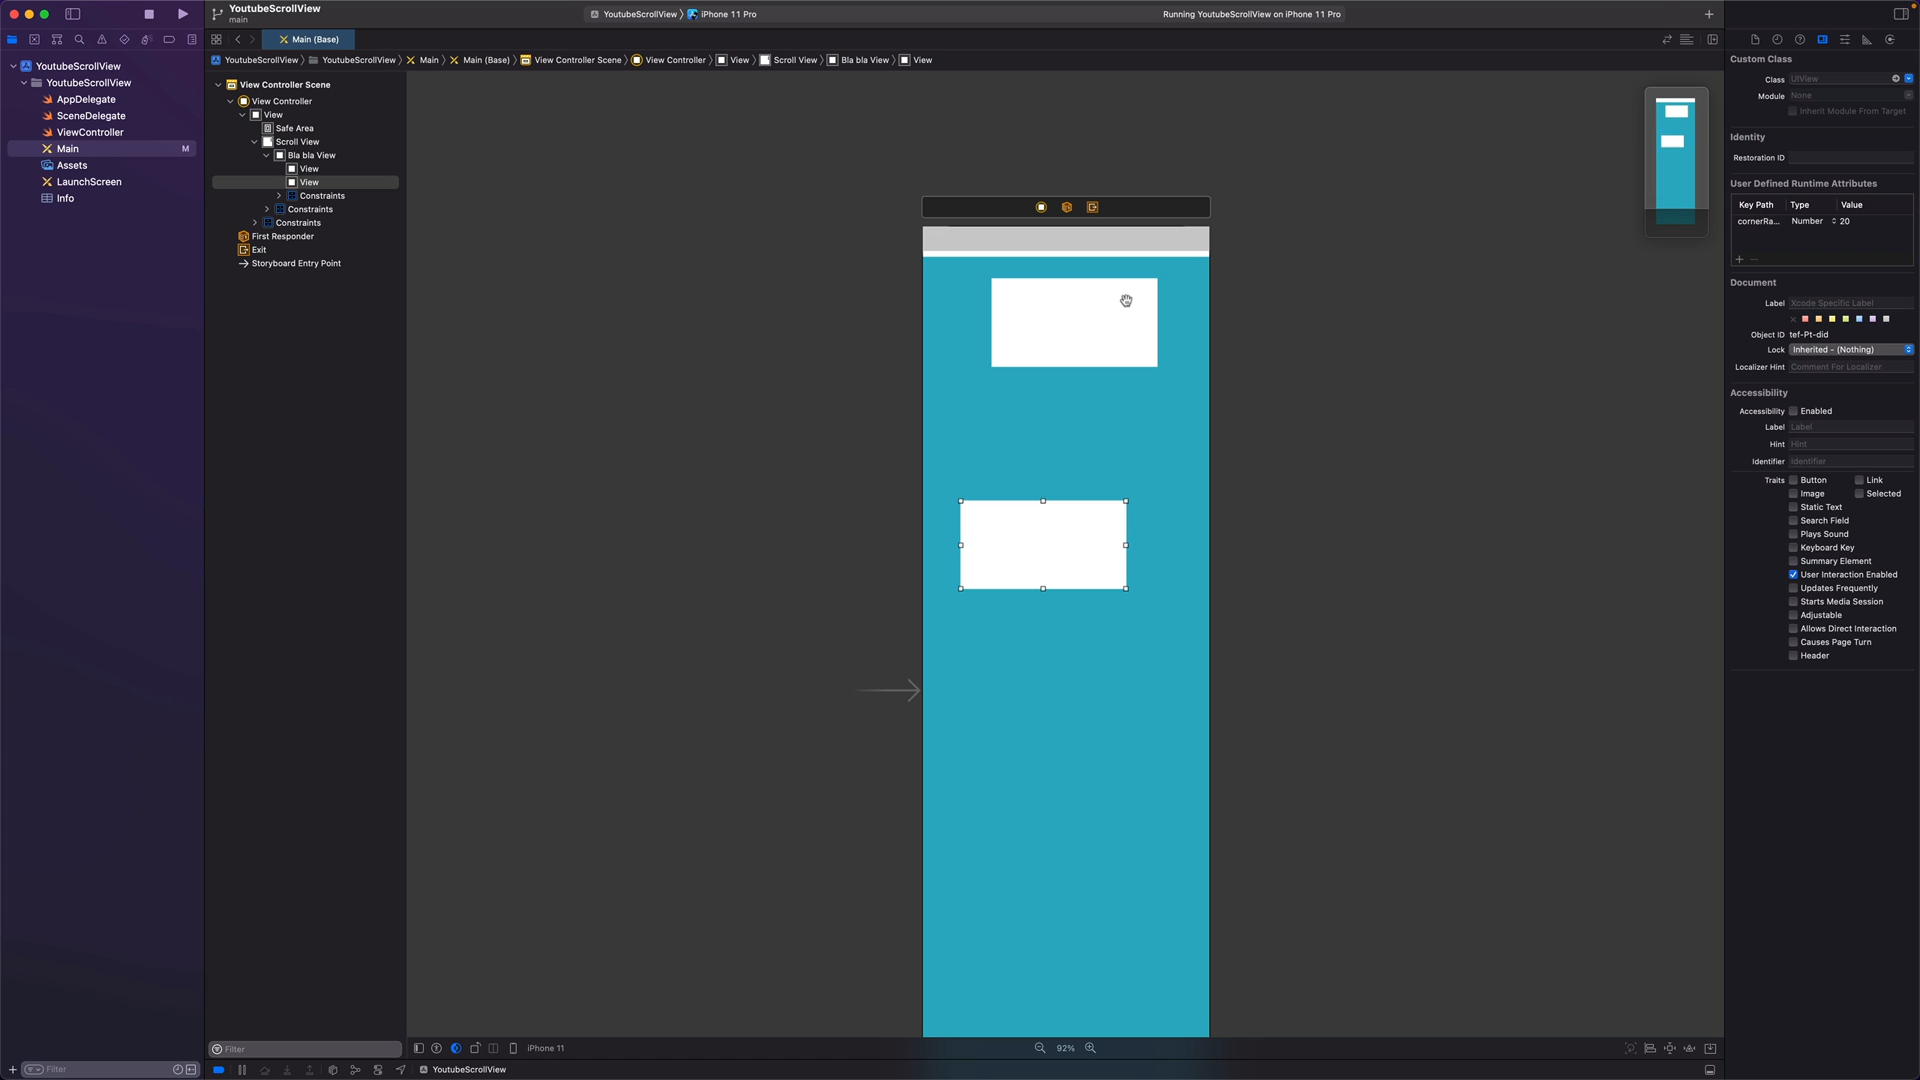 YoutubeScrollView
main
YoutubeScrollView
iPhone 11 Pro
Running YoutubeScrollView on iPhone 11 Pro
Main (Base)
YoutubeScrollView
YoutubeScrollView
Main
Main (Base)
View Controller Scene
View Controller
View
Scroll View
Bla bla View
View
YoutubeScrollView
YoutubeScrollView
AppDelegate
SceneDelegate
ViewController
Main
M
Assets
LaunchScreen
Info
View Controller Scene
View Controller
View
Safe Area
Scroll View
Bla bla View
View
View
Constraints
Constraints
Constraints
First Responder
Exit
Storyboard Entry Point
Custom Class
Class
UIView
Module
None
Inherit Module From Target
Identity
Restoration ID
User Defined Runtime Attributes
Key Path
Type
Value
cornerRa...
Number
20
Document
Label
Xcode Specific Label
Object ID
tef-Pt-did
Lock
Inherited - (Nothing)
Localizer Hint
Comment For Localizer
Accessibility
Accessibility
Enabled
Label
Label
Hint
Hint
Identifier
Identifier
Traits
Button
Link
Image
Selected
Static Text
Search Field
Plays Sound
Keyboard Key
Summary Element
User Interaction Enabled
Updates Frequently
Starts Media Session
Adjustable
Allows Direct Interaction
Causes Page Turn
Header
Filter
Filter
iPhone 11
92%
YoutubeScrollView